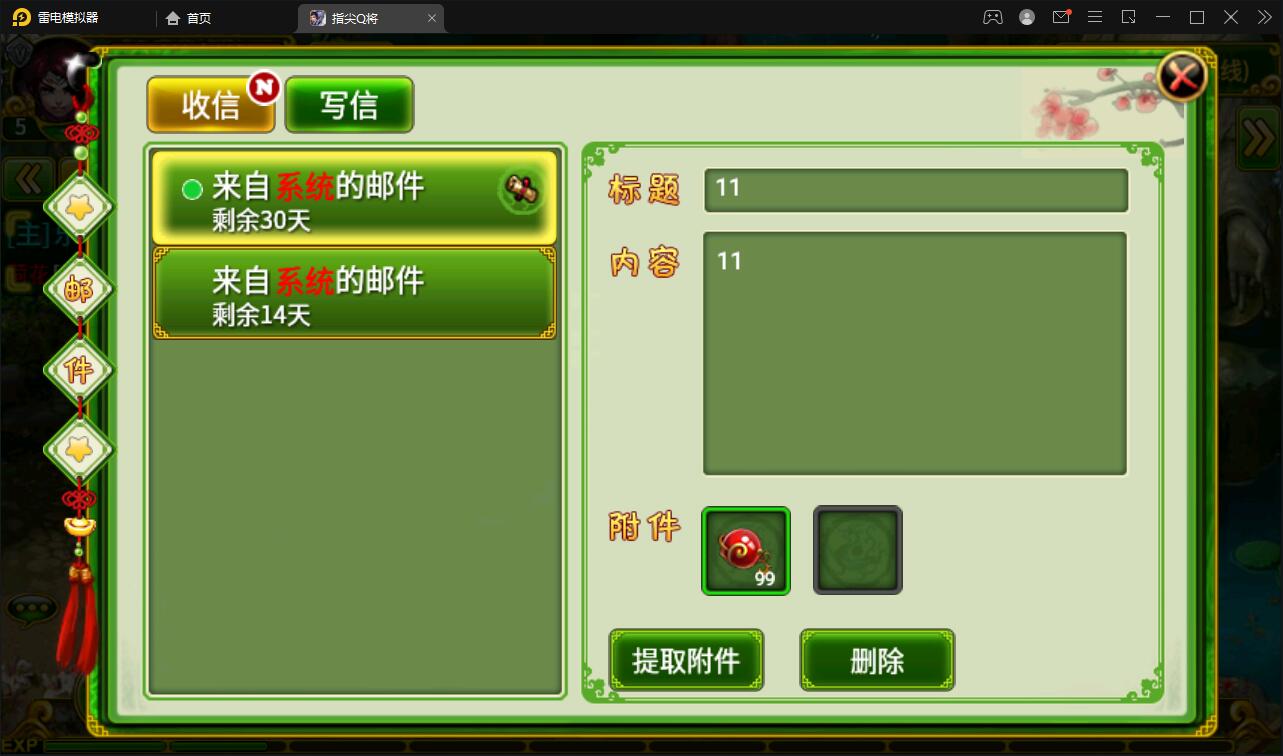 雷电模拟器
首页
指尖Q将
线)
5
[主]
收信
N
写信
来自系统的邮件
剩余30天
来自系统的邮件
剩余14天
邮
件
标题
11
内容
11
附件
99
提取附件
删除
EXP